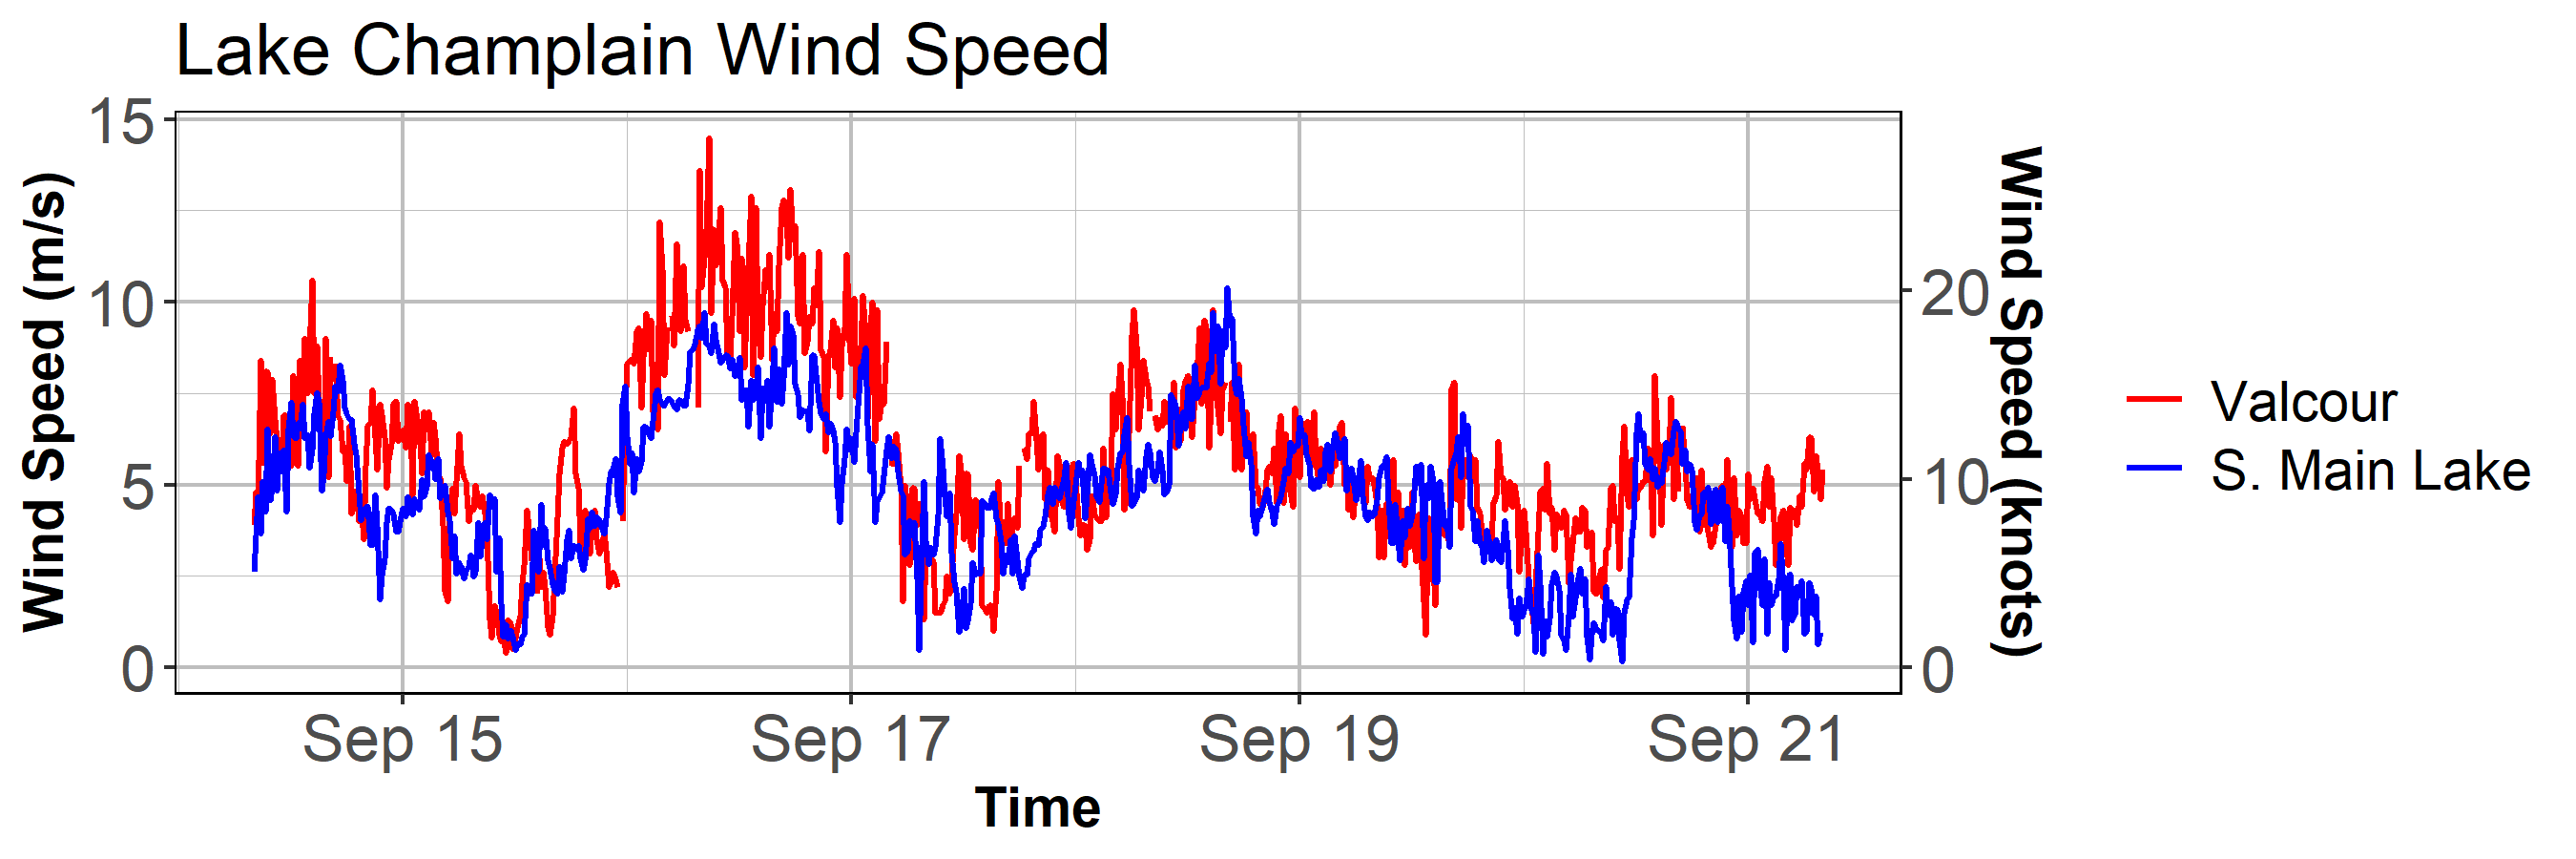 Lake Champlain Wind Speed
15
10
5
0
Wind Speed (m/s)
20
10
0
Wind Speed (knots)
Sep 15
Sep 17
Sep 19
Sep 21
Time
Valcour
S. Main Lake